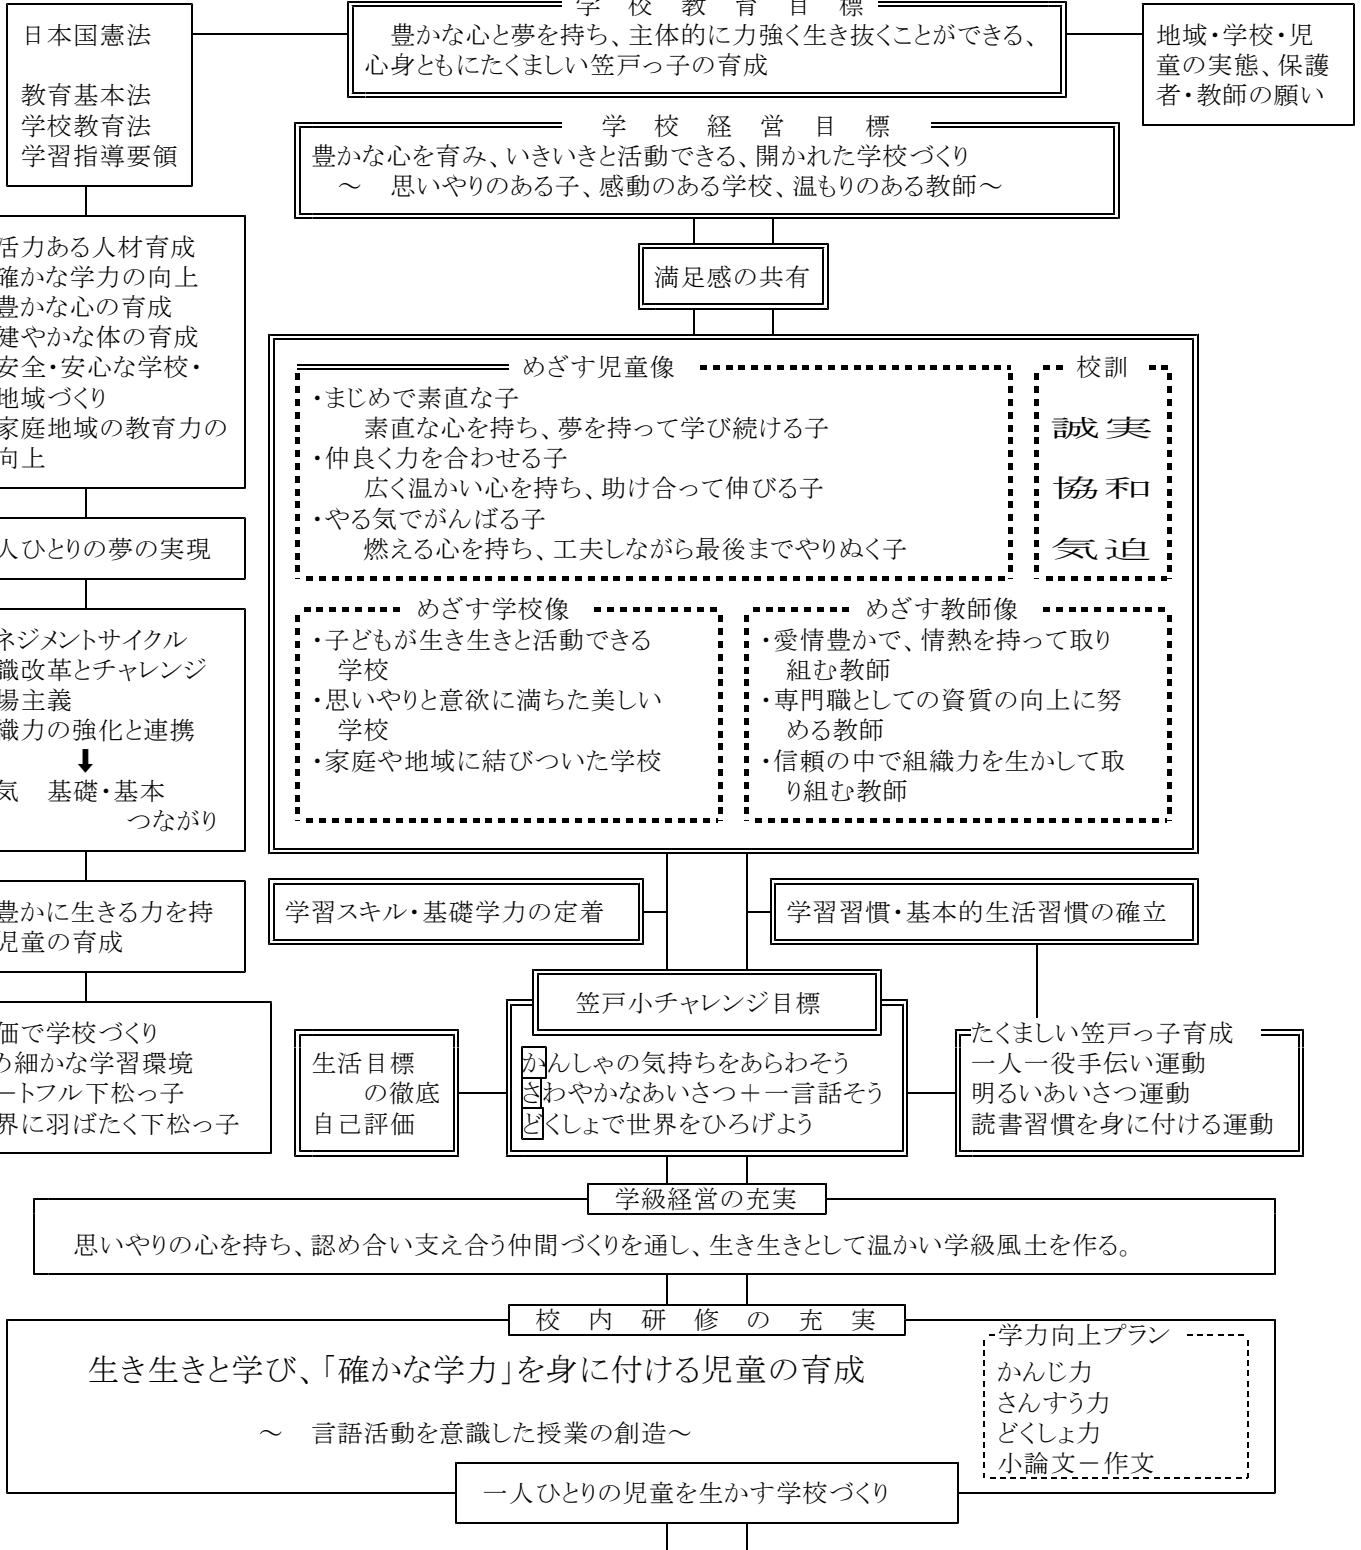 学校教育目標
豊かな心と夢を持ち、主体的に力強く生き抜くことができる、
心身ともにたくましい笠戸っ子の育成
日本国憲法
教育基本法
学校教育法
学習指導要領
地域・学校・児
童の実態、保護
者・教師の願い
学校経営目標
豊かな心を育み、いきいきと活動できる、開かれた学校づくり
～ 思いやりのある子、感動のある学校、温もりのある教師～
活力ある人材育成
確かな学力の向上
豊かな心の育成
健やかな体の育成
安全・安心な学校・
地域づくり
家庭地域の教育力の
向上
人ひとりの夢の実現
ネジメントサイクル
識改革とチャレンジ
場主義
織力の強化と連携
気 基礎・基本
つながり
豊かに生きる力を持
児童の育成
価で学校づくり
め細かな学習環境
ートフル下松っ子
界に羽ばたく下松っ子
満足感の共有
めざす児童像
・まじめで素直な子
素直な心を持ち、夢を持って学び続ける子
・仲良く力を合わせる子
広く温かい心を持ち、助け合って伸びる子
・やる気でがんばる子
燃える心を持ち、工夫しながら最後までやりぬく子
校訓
誠実
協和
気迫
めざす学校像
・子どもが生き生きと活動できる
学校
・思いやりと意欲に満ちた美しい
学校
・家庭や地域に結びついた学校
めざす教師像
・愛情豊かで、情熱を持って取り
組む教師
・専門職としての資質の向上に努
める教師
・信頼の中で組織力を生かして取
り組む教師
学習スキル・基礎学力の定着
学習習慣・基本的生活習慣の確立
笠戸小チャレンジ目標
かんしゃの気持ちをあらわそう
さわやかなあいさつ＋一言話そう
どくしょで世界をひろげよう
生活目標
の徹底
自己評価
たくましい笠戸っ子育成
一人一役手伝い運動
明るいあいさつ運動
読書習慣を身に付ける運動
学級経営の充実
思いやりの心を持ち、認め合い支え合う仲間づくりを通し、生き生きとして温かい学級風土を作る。
校内研修の充実
生き生きと学び、「確かな学力」を身に付ける児童の育成
～ 言語活動を意識した授業の創造～
学力向上プラン
かんじ力
さんすう力
どくしょ力
小論文－作文
一人ひとりの児童を生かす学校づくり